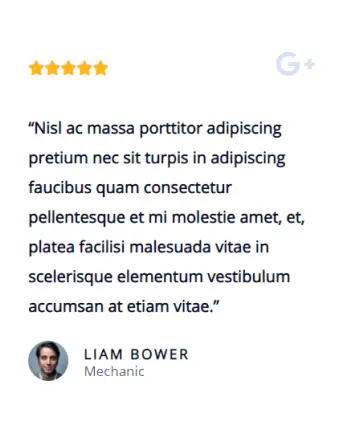 G+
“Nisl ac massa porttitor adipiscing
pretium nec sit turpis in adipiscing
faucibus quam consectetur
pellentesque et mi molestie amet, et,
platea facilisi malesuada vitae in
scelerisque elementum vestibulum
accumsan at etiam vitae.”
LIAM BOWER
Mechanic